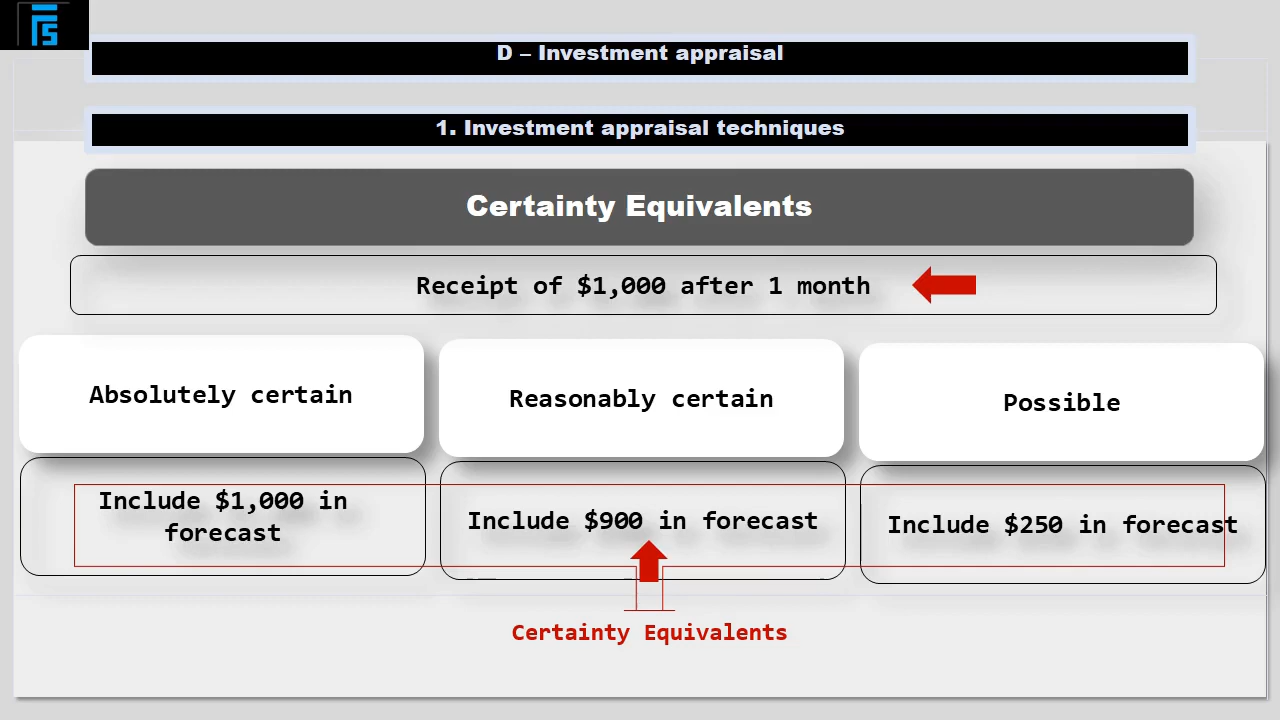 FTS
D – Investment appraisal
1. Investment appraisal techniques
Certainty Equivalents
Receipt of $1,000 after 1 month
Absolutely certain
Reasonably certain
Possible
Include $1,000 in
forecast
Include $900 in forecast
Include $250 in forecast
Certainty Equivalents